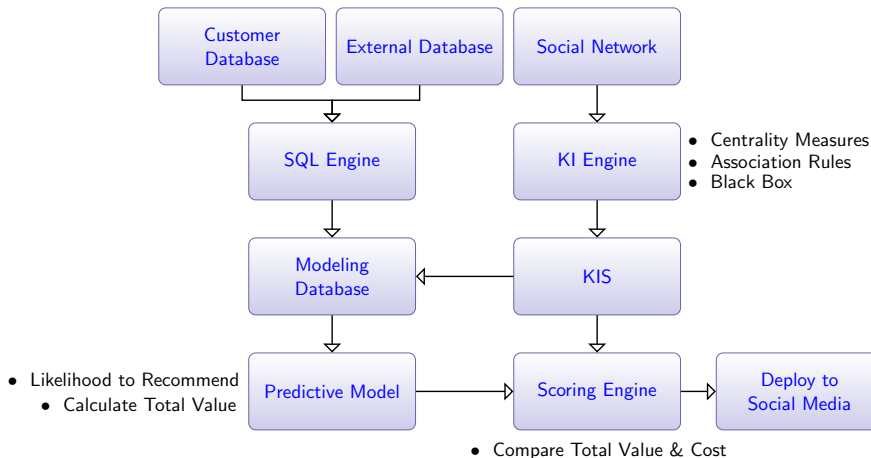 Customer
Database
External Database
Social Network
SQL Engine
KI Engine
• Centrality Measures
• Association Rules
• Black Box
Modeling
Database
KIS
• Likelihood to Recommend
• Calculate Total Value
Predictive Model
Scoring Engine
Deploy to
Social Media
• Compare Total Value & Cost